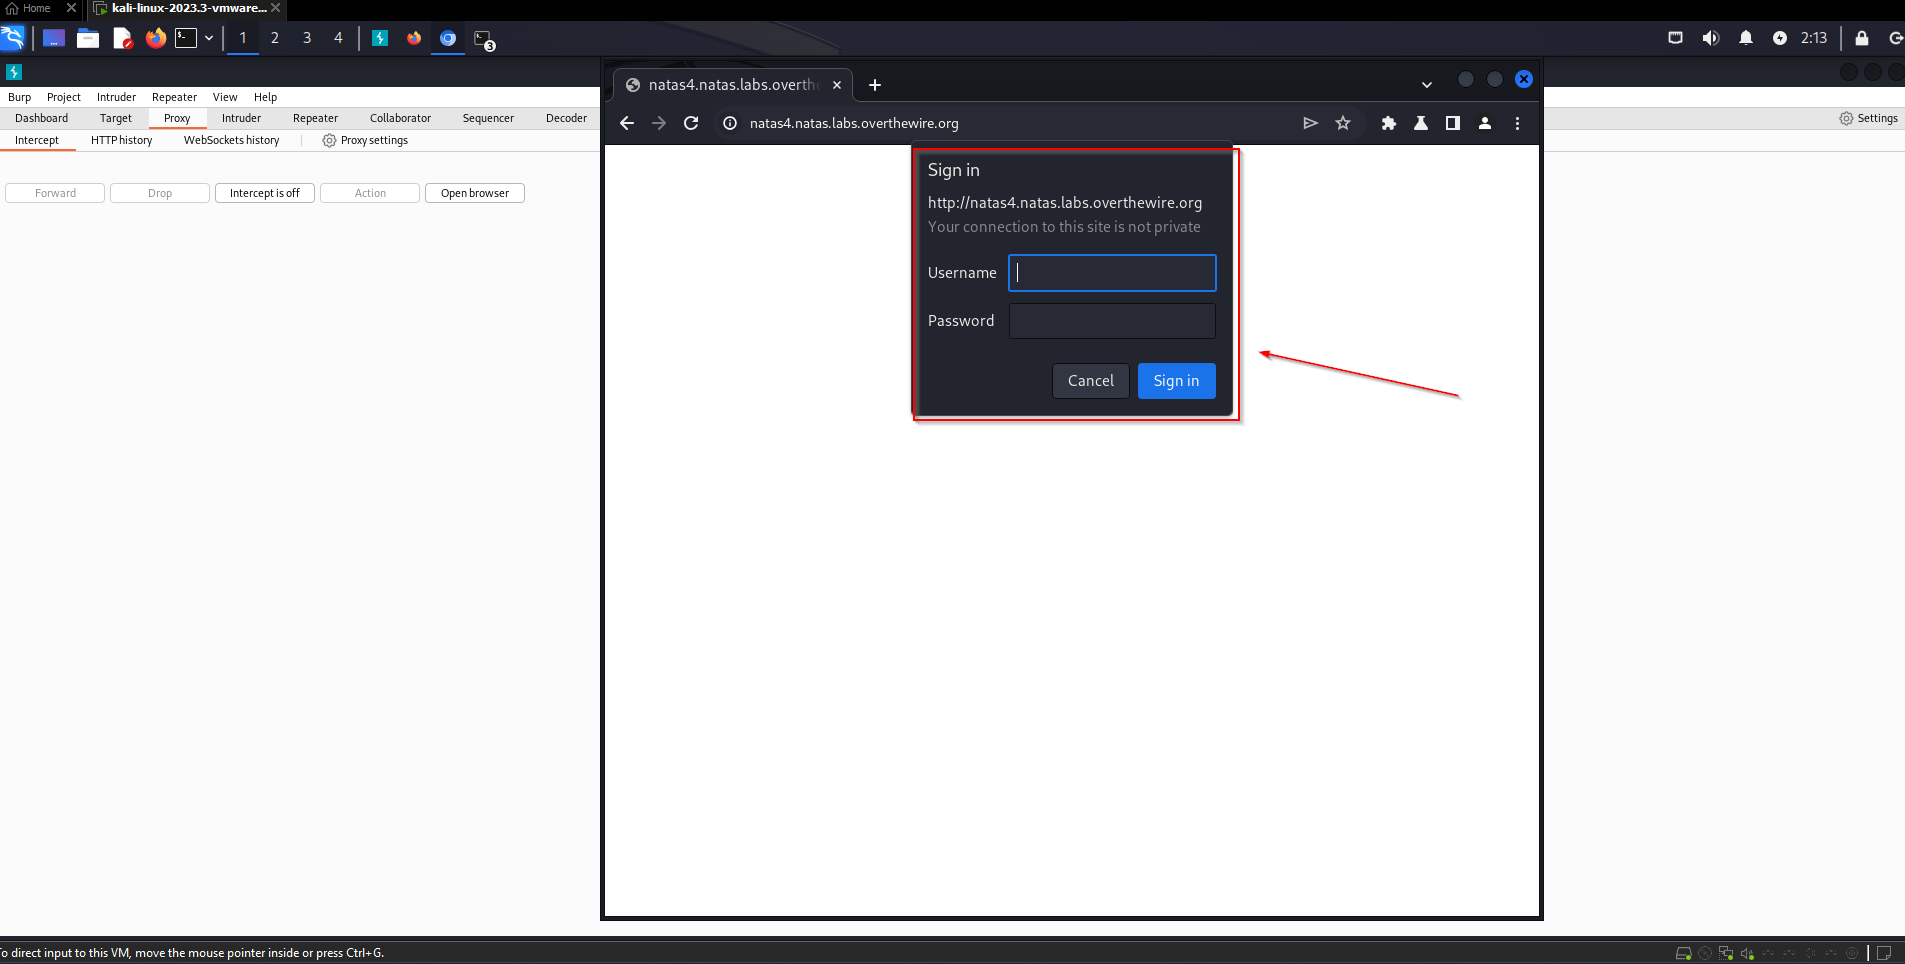 Home
kali-linux-2023.3-vmware...
1 2 3 4
3
2:13
Burp Project Intruder Repeater View Help
Dashboard Target Proxy Intruder Repeater Collaborator Sequencer Decoder
Settings
Intercept HTTP history WebSockets history Proxy settings
Forward Drop Intercept is off Action Open browser
natas4.natas.labs.overthe
natas4.natas.labs.overthewire.org
Sign in
http://natas4.natas.labs.overthewire.org
Your connection to this site is not private
Username
Password
Cancel Sign in
To direct input to this VM, move the mouse pointer inside or press Ctrl+G.